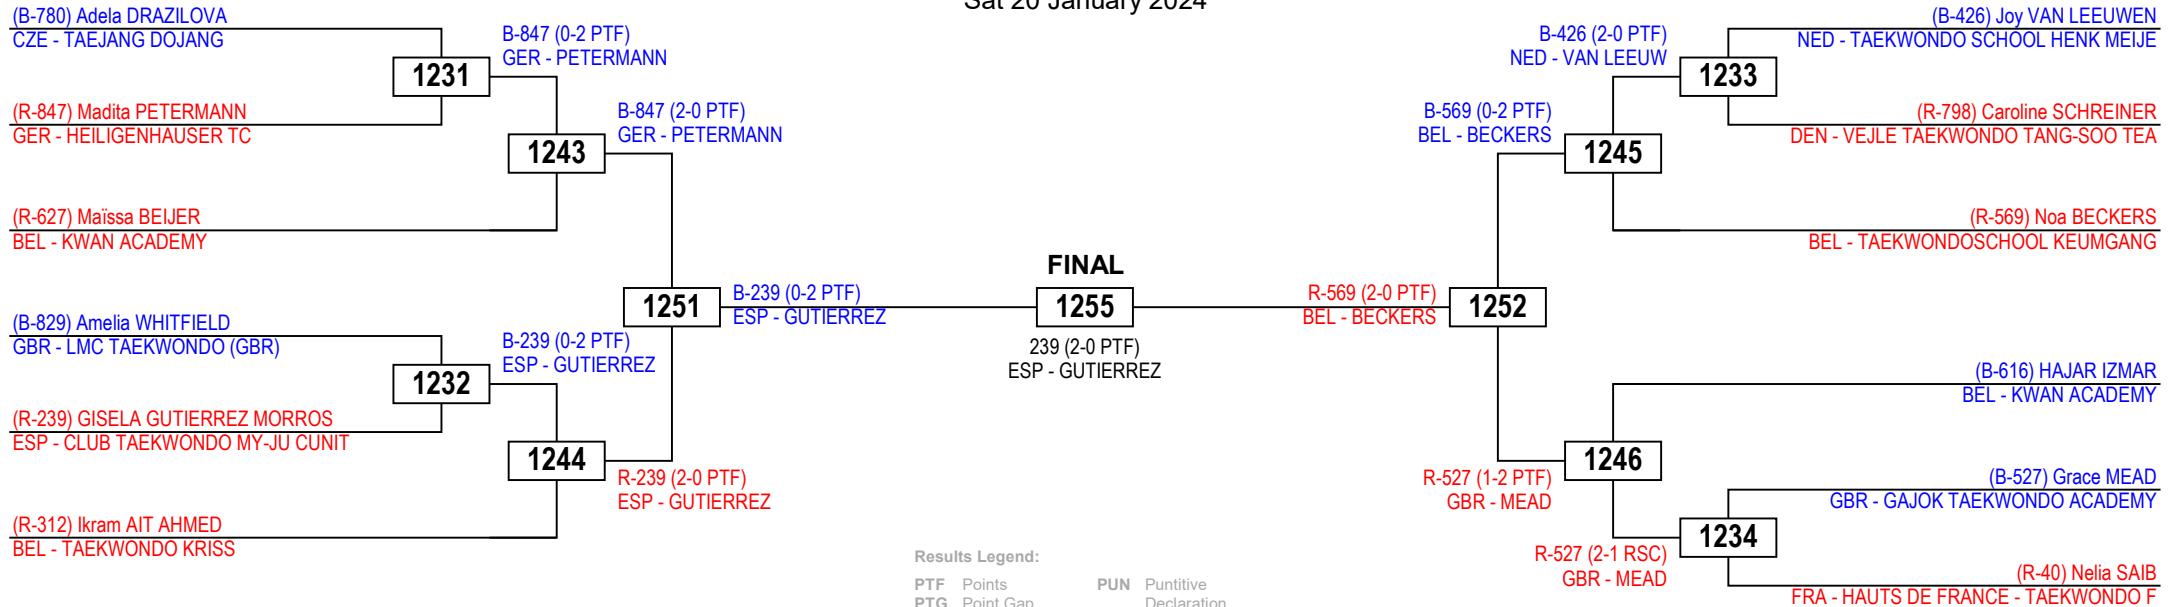 Sat 20 January 2024
(B-780) Adela DRAZILOVA
CZE - TAEJANG DOJANG
1231
(R-847) Madita PETERMANN
GER - HEILIGENHAUSER TC
B-847 (0-2 PTF)
GER - PETERMANN
1243
(R-627) Maïssa BEIJER
BEL - KWAN ACADEMY
B-847 (2-0 PTF)
GER - PETERMANN
1251
(B-829) Amelia WHITFIELD
GBR - LMC TAEKWONDO (GBR)
1232
(R-239) GISELA GUTIERREZ MORROS
ESP - CLUB TAEKWONDO MY-JU CUNIT
B-239 (0-2 PTF)
ESP - GUTIERREZ
1244
(R-312) Ikram AIT AHMED
BEL - TAEKWONDO KRISS
R-239 (2-0 PTF)
ESP - GUTIERREZ
B-239 (0-2 PTF)
ESP - GUTIERREZ
FINAL
1255
239 (2-0 PTF)
ESP - GUTIERREZ
R-569 (2-0 PTF)
BEL - BECKERS
1252
B-569 (0-2 PTF)
BEL - BECKERS
1245
B-426 (2-0 PTF)
NED - VAN LEEUW
1233
(B-426) Joy VAN LEEUWEN
NED - TAEKWONDO SCHOOL HENK MEIJE
(R-798) Caroline SCHREINER
DEN - VEJLE TAEKWONDO TANG-SOO TEA
(R-569) Noa BECKERS
BEL - TAEKWONDOSCHOOL KEUMGANG
(B-616) HAJAR IZMAR
BEL - KWAN ACADEMY
1246
R-527 (1-2 PTF)
GBR - MEAD
(B-527) Grace MEAD
GBR - GAJOK TAEKWONDO ACADEMY
1234
R-527 (2-1 RSC)
GBR - MEAD
(R-40) Nelia SAIB
FRA - HAUTS DE FRANCE - TAEKWONDO F
Results Legend:
PTF Points PUN Puntitive
PTG Point Gap Declaration